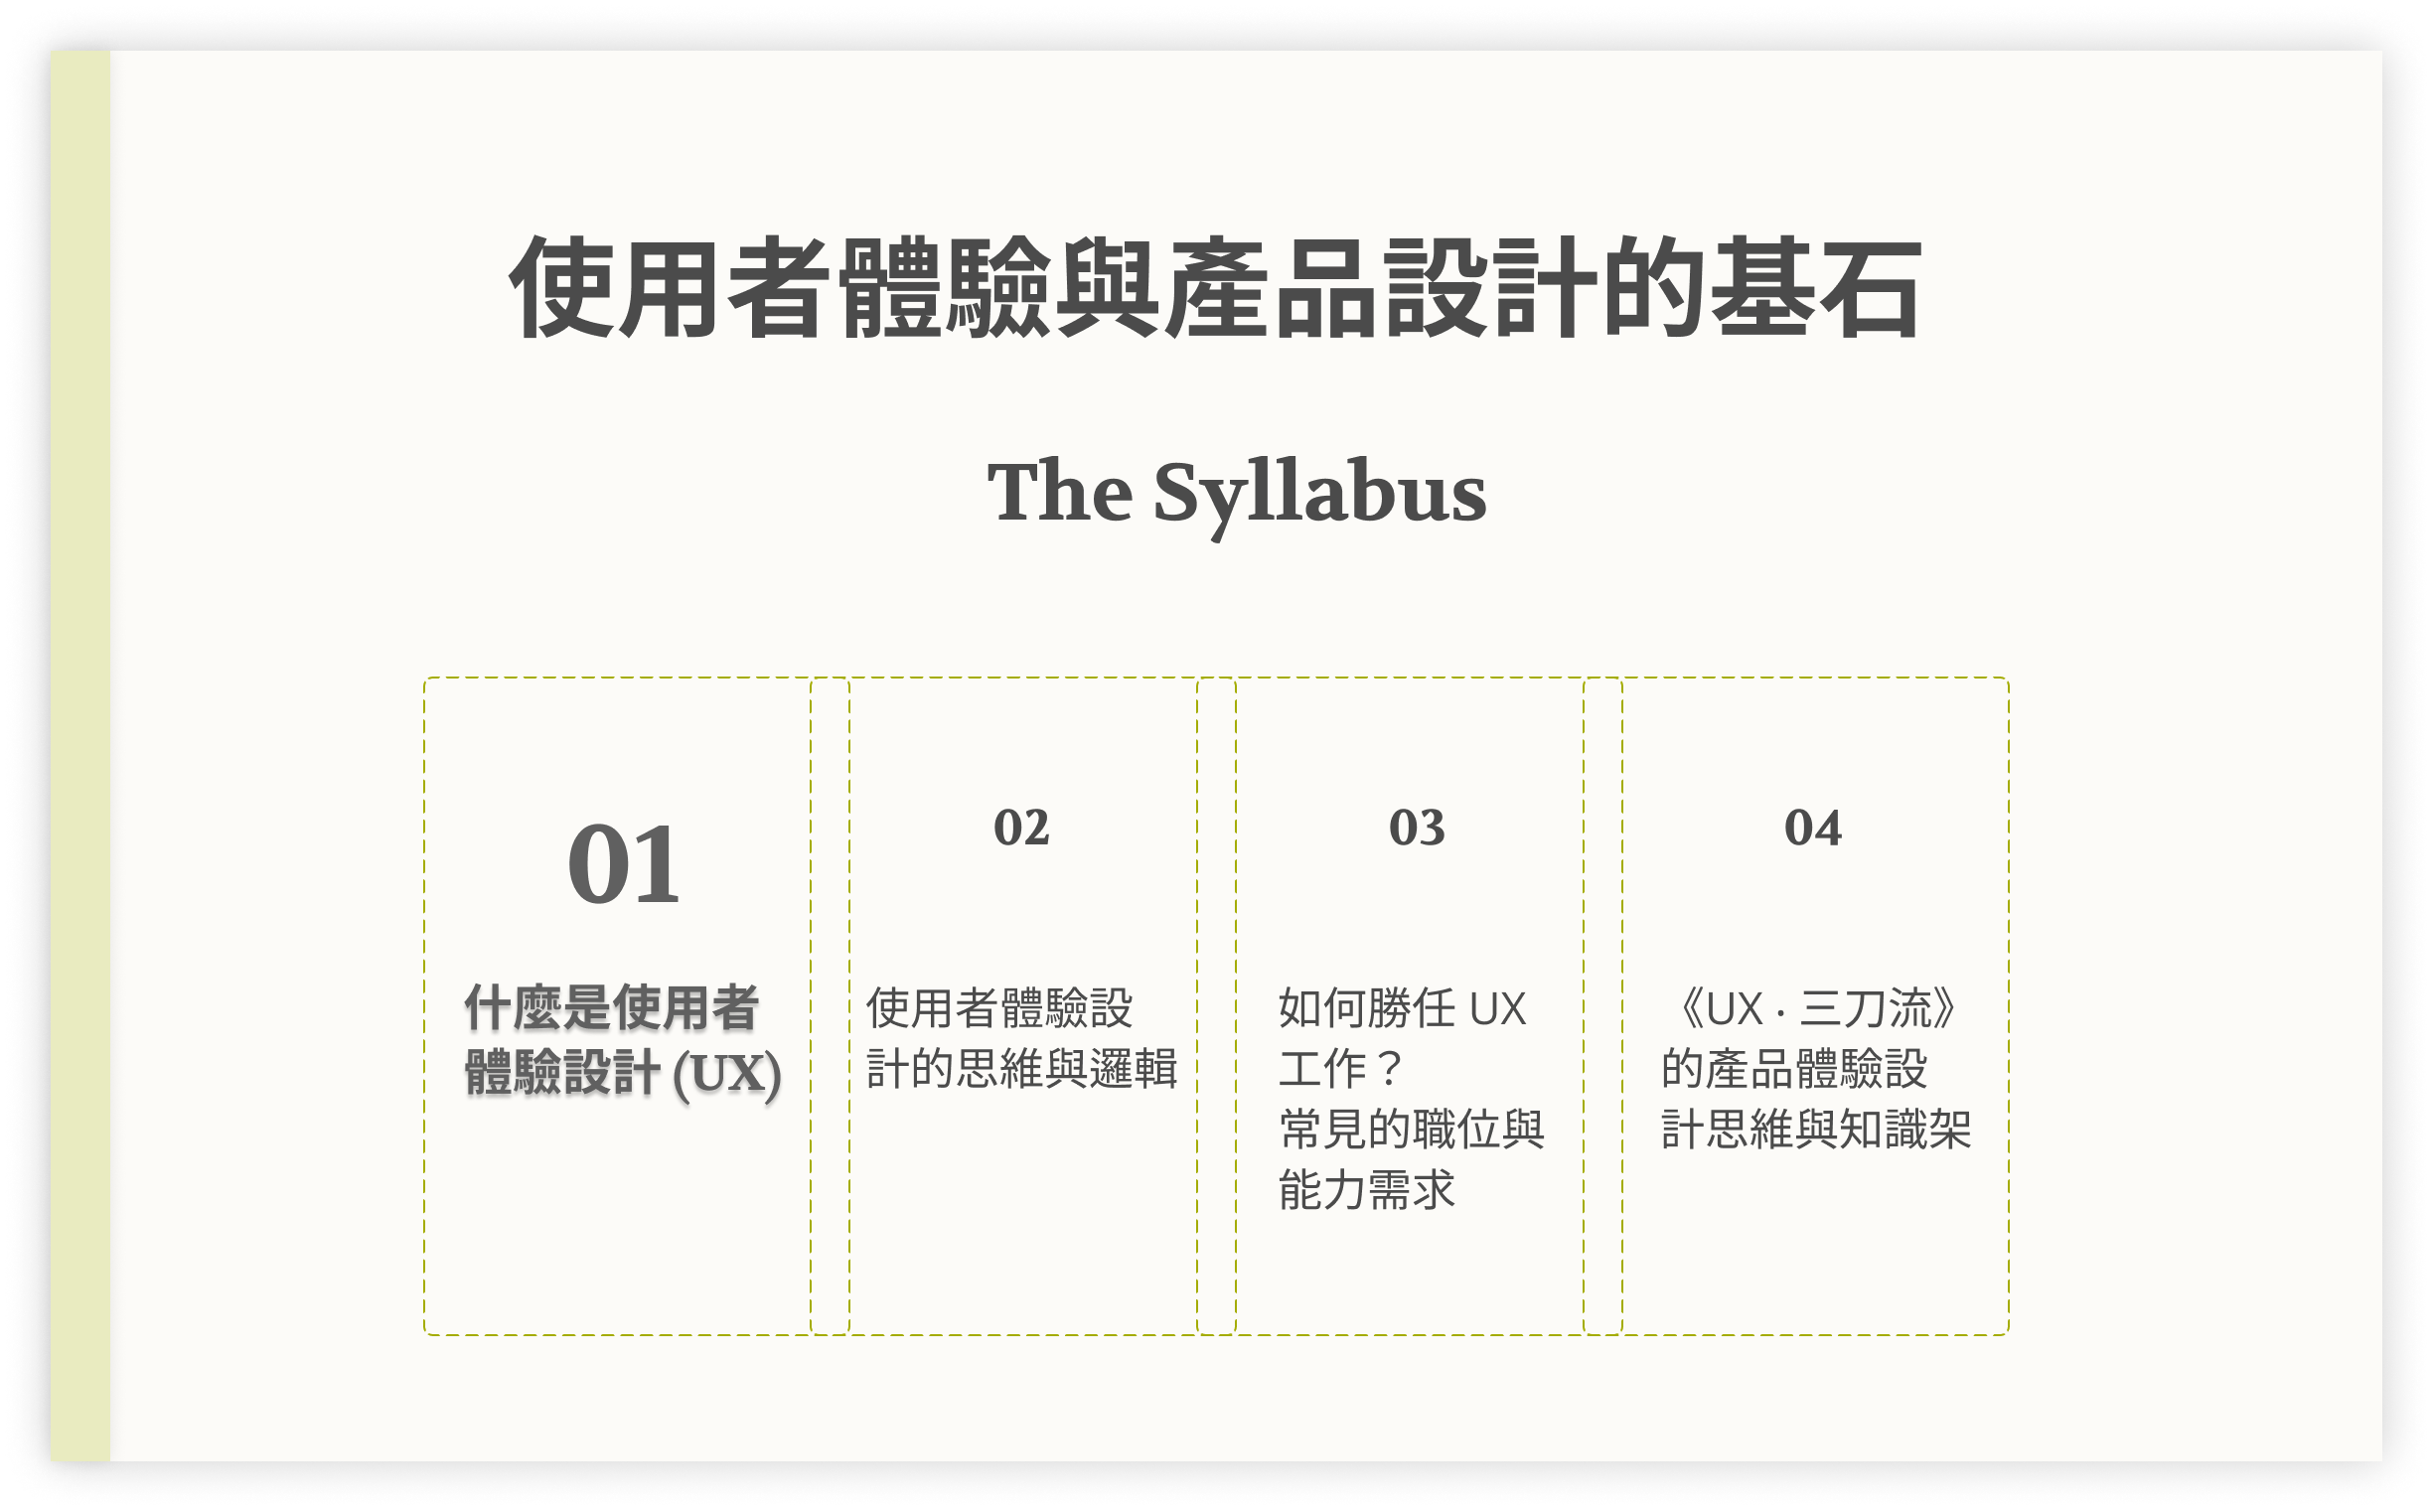 使用者體驗與產品設計的基石
The Syllabus
01
什麼是使用者
體驗設計 (UX)
02
使用者體驗設
計的思維與邏輯
03
如何勝任 UX
工作？
常見的職位與
能力需求
04
《UX · 三刀流》
的產品體驗設
計思維與知識架